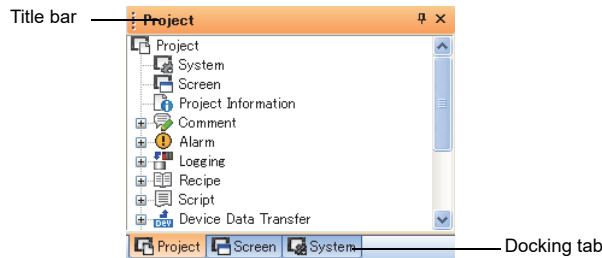 Title bar
Project
Project
System
Screen
Project Information
Comment
Alarm
Logging
Recipe
Script
DEV Device Data Transfer
Project Screen System
Docking tab